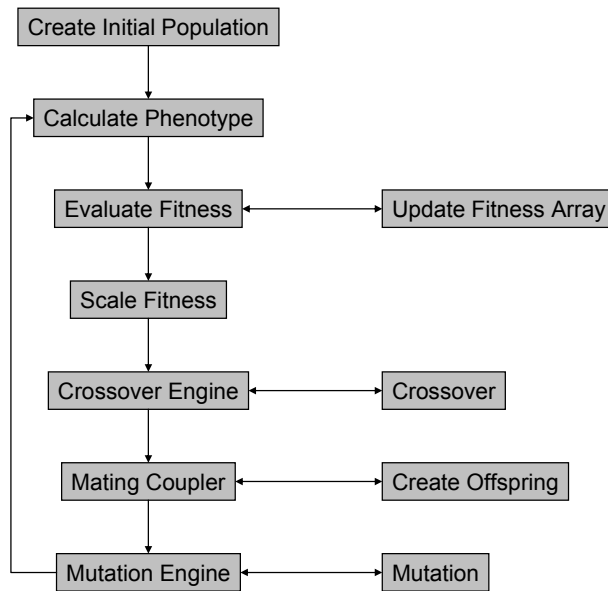 Create Initial Population
Calculate Phenotype
Evaluate Fitness
Update Fitness Array
Scale Fitness
Crossover Engine
Crossover
Mating Coupler
Create Offspring
Mutation Engine
Mutation